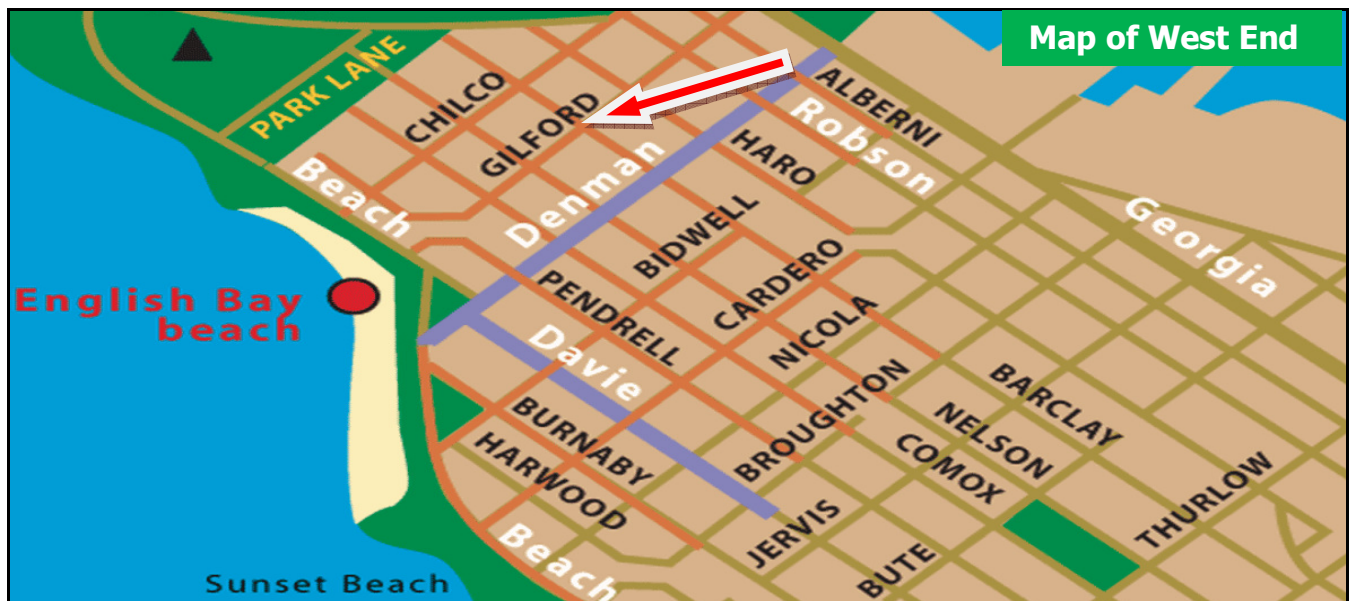 Map of West End
PARK LANE
CHILCO
GILFORD
ALBERNI
Robson
HARO
Denman
Beach
BIDWELL
Georgia
English Bay
beach
PENDRELL
CARDERO
NICOLA
Davie
BROUGHTON
BARCLAY
NELSON
COMOX
BURNABY
HARWOOD
THURLOW
JERVIS
BUTE
Beach
Sunset Beach